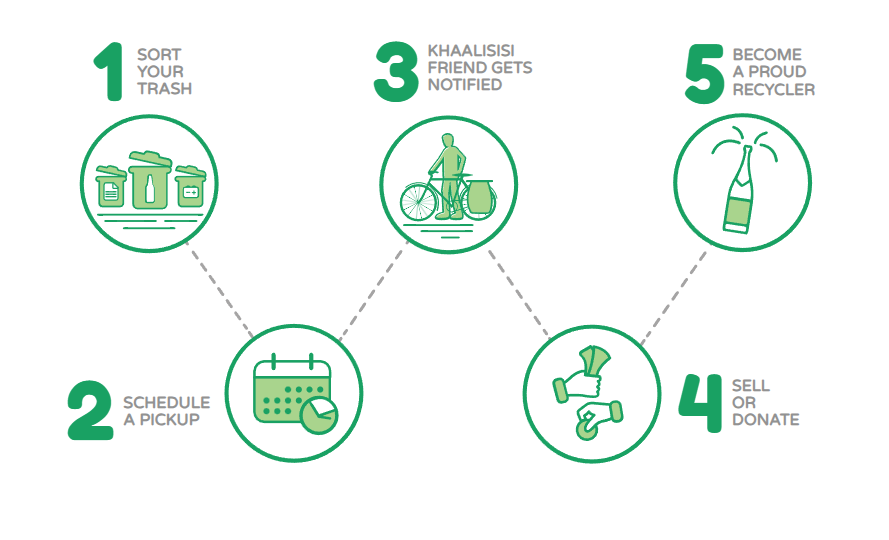 1 SORT
YOUR
TRASH
2 SCHEDULE
A PICKUP
3 KHAALISISI
FRIEND GETS
NOTIFIED
4 SELL
OR
DONATE
5 BECOME
A PROUD
RECYCLER